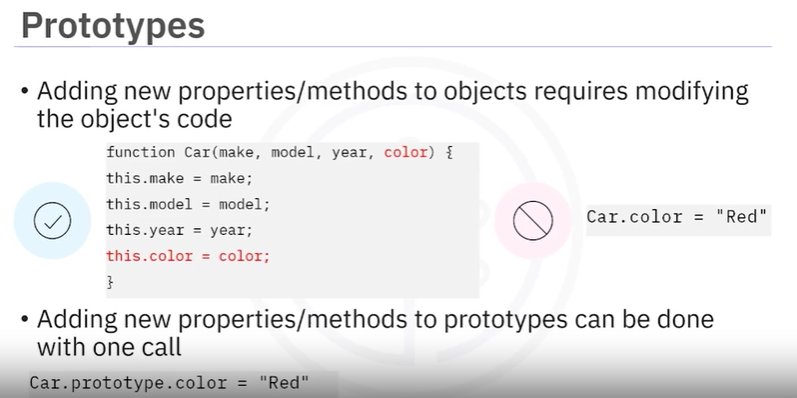 Prototypes
• Adding new properties/methods to objects requires modifying
the object's code
function Car(make, model, year, color) {
this.make = make;
this.model = model;
this.year = year;
this.color = color;
}
Car.color = "Red"
• Adding new properties/methods to prototypes can be done
with one call
Car.prototype.color = "Red"